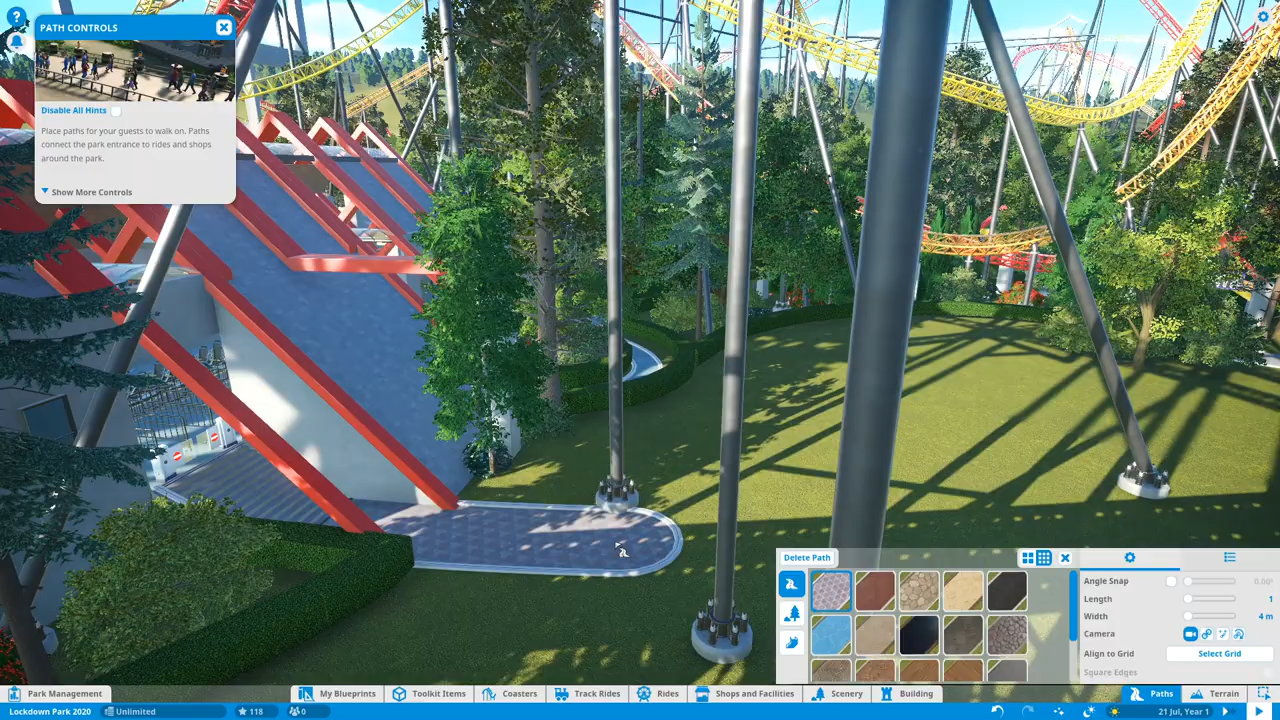 PATH CONTROLS
Disable All Hints
Place paths for your guests to walk on. Paths
connect the park entrance to rides and shops
around the park.
Show More Controls
Delete Path
Angle Snap 0.00°
Length 1
Width 4 m
Camera
Align to Grid Select Grid
Square Edges
Park Management My Blueprints Toolkit Items Coasters Track Rides Rides Shops and Facilities Scenery Building Paths Terrain
Lockdown Park 2020 Unlimited 118 0 21 Jul, Year 1